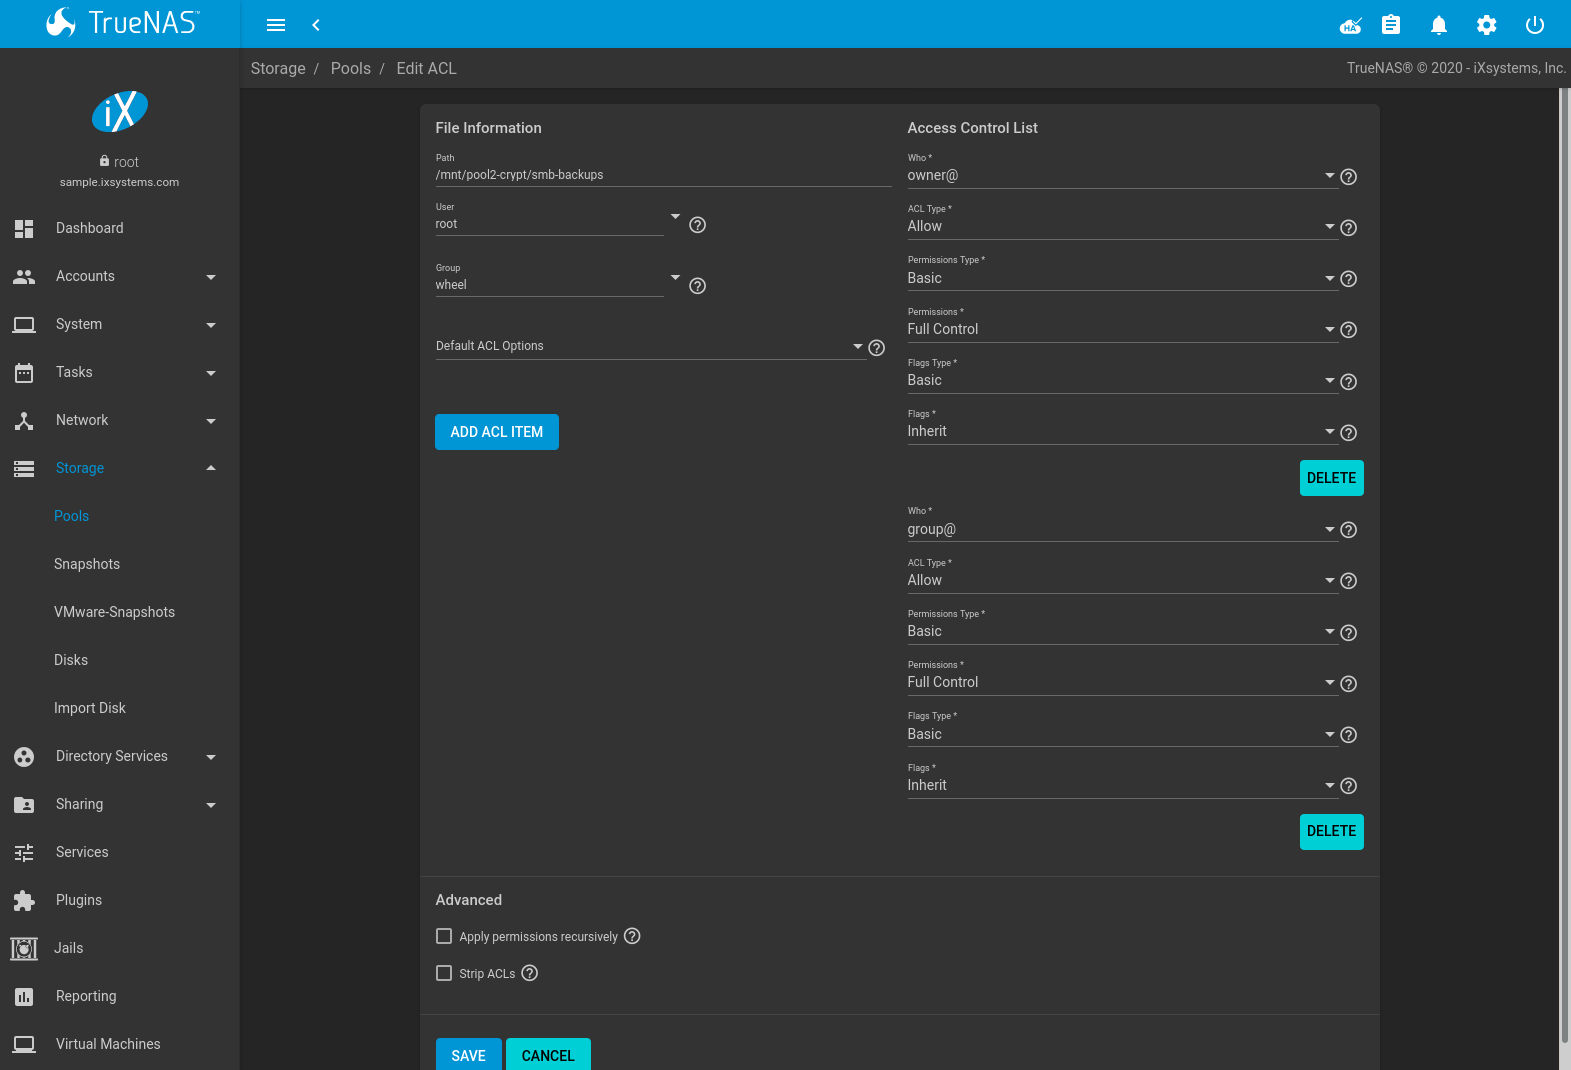 TrueNAS™
HA
Storage / Pools / Edit ACL
TrueNAS® © 2020 - iXsystems, Inc.
iX
root
sample.ixsystems.com
Dashboard
Accounts
System
Tasks
Network
Storage
Pools
Snapshots
VMware-Snapshots
Disks
Import Disk
Directory Services
Sharing
Services
Plugins
Jails
Reporting
Virtual Machines
File Information
Path
/mnt/pool2-crypt/smb-backups
User
root
Group
wheel
Default ACL Options
ADD ACL ITEM
Access Control List
Who *
owner@
ACL Type *
Allow
Permissions Type *
Basic
Permissions *
Full Control
Flags Type *
Basic
Flags *
Inherit
DELETE
Who *
group@
ACL Type *
Allow
Permissions Type *
Basic
Permissions *
Full Control
Flags Type *
Basic
Flags *
Inherit
DELETE
Advanced
Apply permissions recursively
Strip ACLs
SAVE
CANCEL